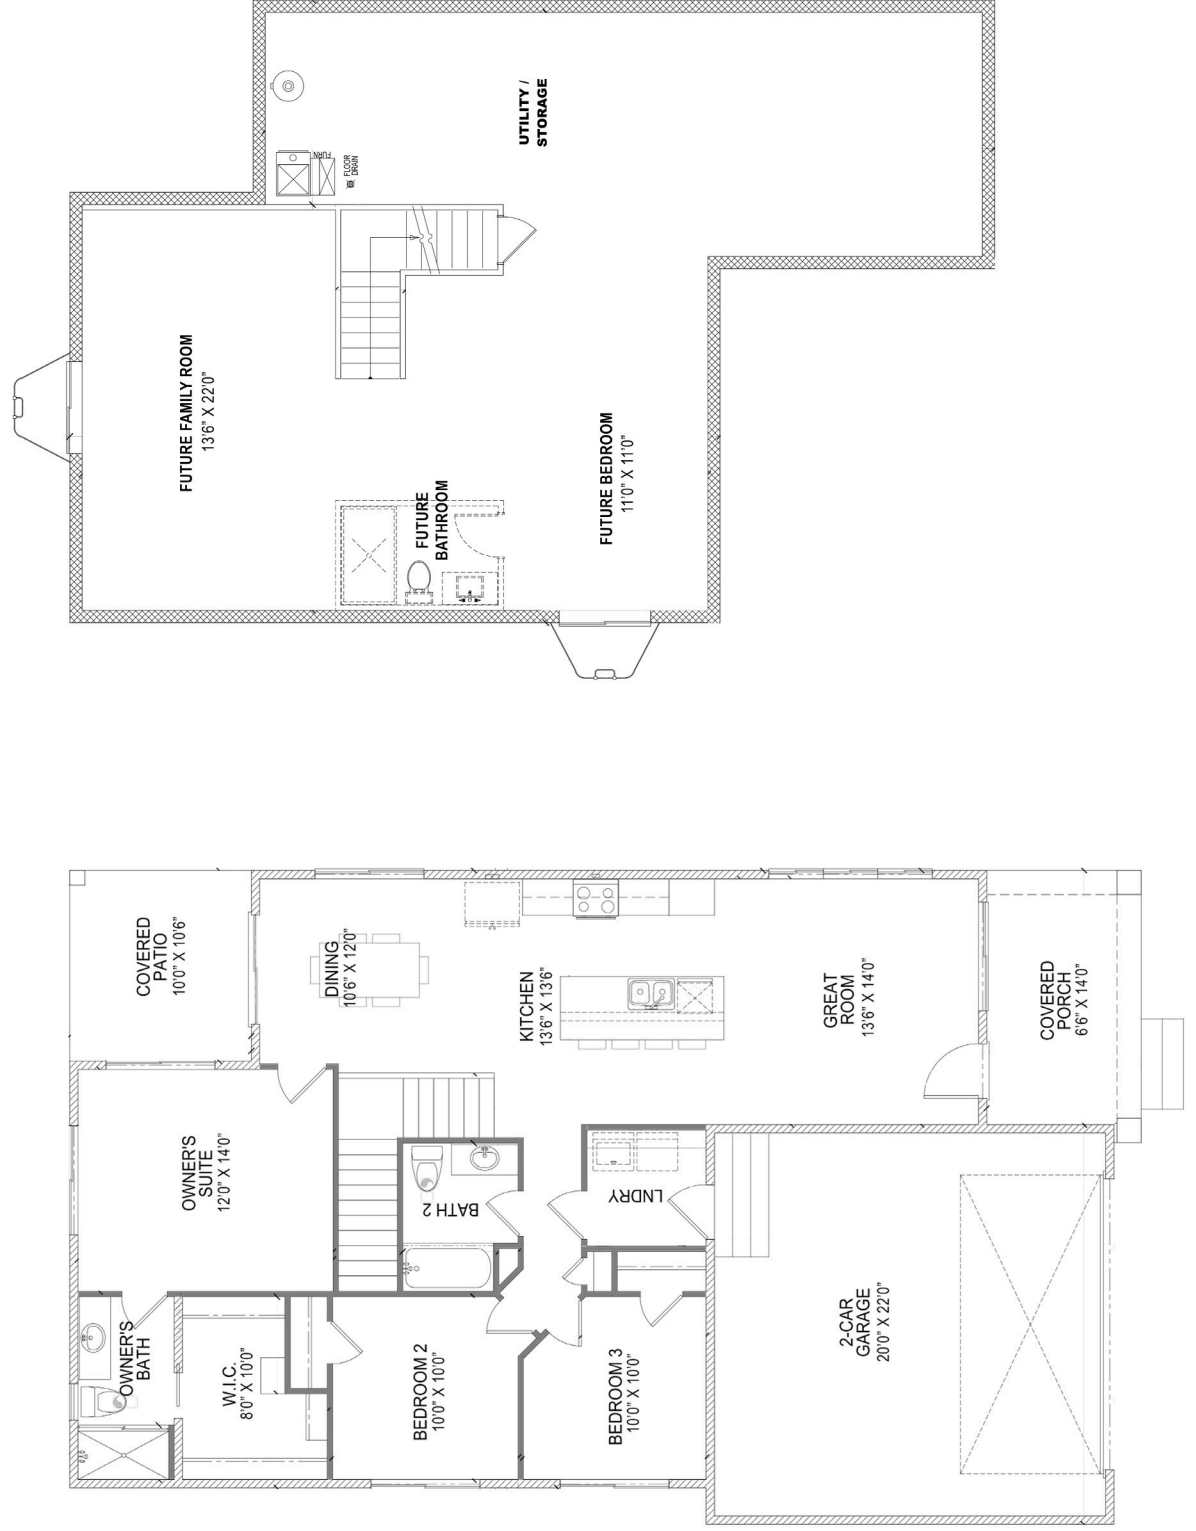 UTILITY /
STORAGE
FURN
FLOOR
DRAIN
FUTURE FAMILY ROOM
13'6" X 22'0"
FUTURE
BATHROOM
FUTURE BEDROOM
11'0" X 11'0"
COVERED
PATIO
10'0" X 10'6"
DINING
10'6" X 12'0"
KITCHEN
13'6" X 13'6"
GREAT
ROOM
13'6" X 14'0"
COVERED
PORCH
6'6" X 14'0"
OWNER'S
SUITE
12'0" X 14'0"
BATH 2
LNDRY
OWNER'S
BATH
W.I.C.
8'0" X 10'0"
BEDROOM 2
10'0" X 10'0"
BEDROOM 3
10'0" X 10'0"
2-CAR
GARAGE
20'0" X 22'0"